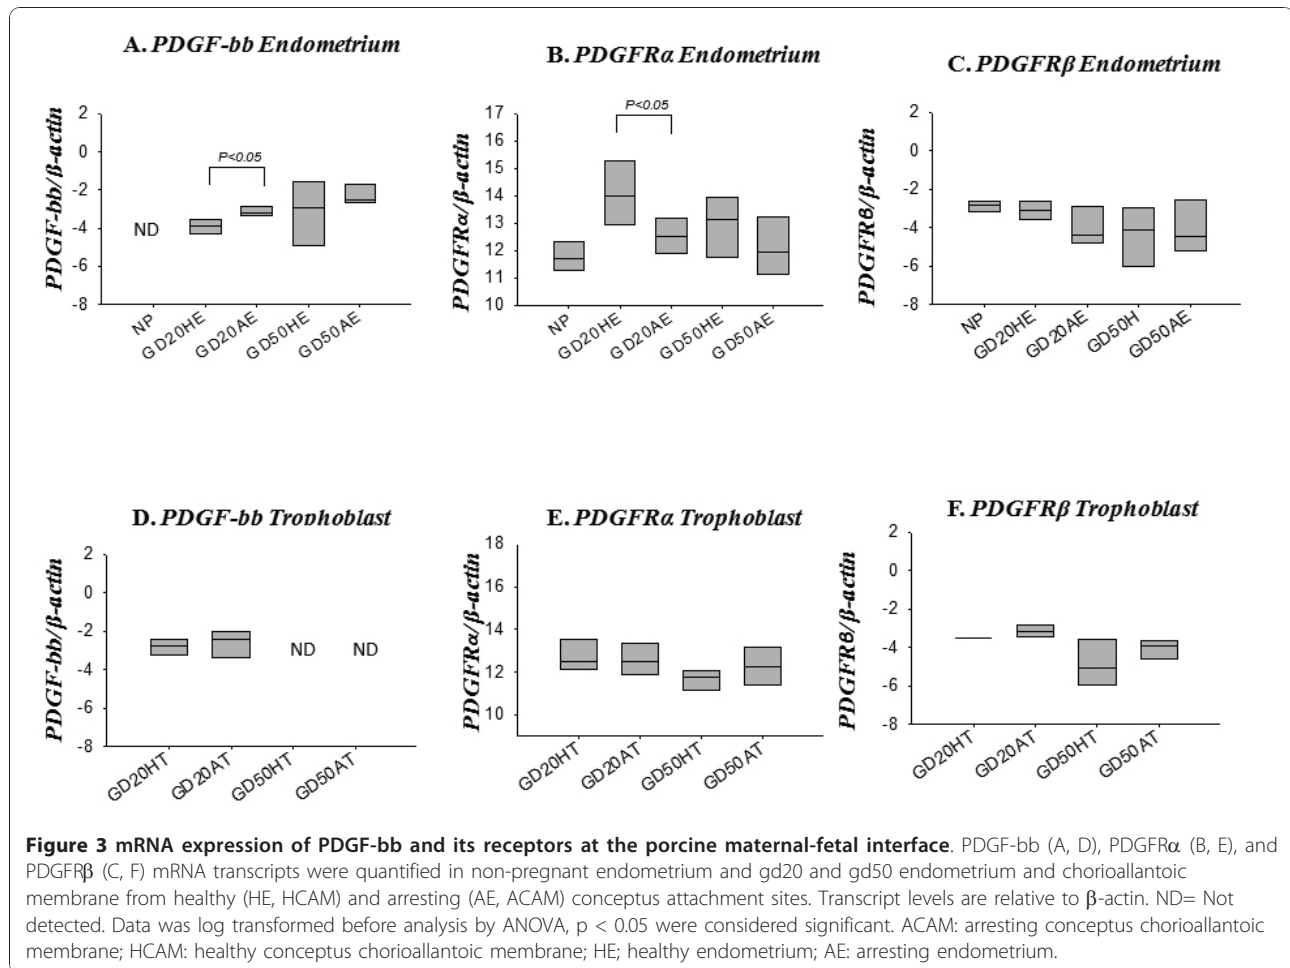 A. PDGF-bb Endometrium
PDGF-bb/β-actin
2
0
-2
-4
-6
-8
ND
P<0.05
NP
GD20HE
GD20AE
GD50HE
GD50AE
B. PDGFRα Endometrium
PDGFRα/β-actin
17
16
15
14
13
12
11
10
P<0.05
NP
GD20HE
GD20AE
GD50HE
GD50AE
C. PDGFRβ Endometrium
PDGFRβ/β-actin
2
0
-2
-4
-6
-8
NP
GD20HE
GD20AE
GD50H
GD50AE
D. PDGF-bb Trophoblast
PDGF-bb/β-actin
2
0
-2
-4
-6
-8
ND
ND
GD20HT
GD20AT
GD50HT
GD50AT
E. PDGFRα Trophoblast
PDGFRα/β-actin
18
16
14
12
10
GD20HT
GD20AT
GD50HT
GD50AT
F. PDGFRβ Trophoblast
PDGFRβ/β-actin
2
0
-2
-4
-6
-8
GD20HT
GD20AT
GD50HT
GD50AT
Figure 3 mRNA expression of PDGF-bb and its receptors at the porcine maternal-fetal interface. PDGF-bb (A, D), PDGFRα (B, E), and
PDGFRβ (C, F) mRNA transcripts were quantified in non-pregnant endometrium and gd20 and gd50 endometrium and chorioallantoic
membrane from healthy (HE, HCAM) and arresting (AE, ACAM) conceptus attachment sites. Transcript levels are relative to β-actin. ND= Not
detected. Data was log transformed before analysis by ANOVA, p < 0.05 were considered significant. ACAM: arresting conceptus chorioallantoic
membrane; HCAM: healthy conceptus chorioallantoic membrane; HE; healthy endometrium; AE: arresting endometrium.